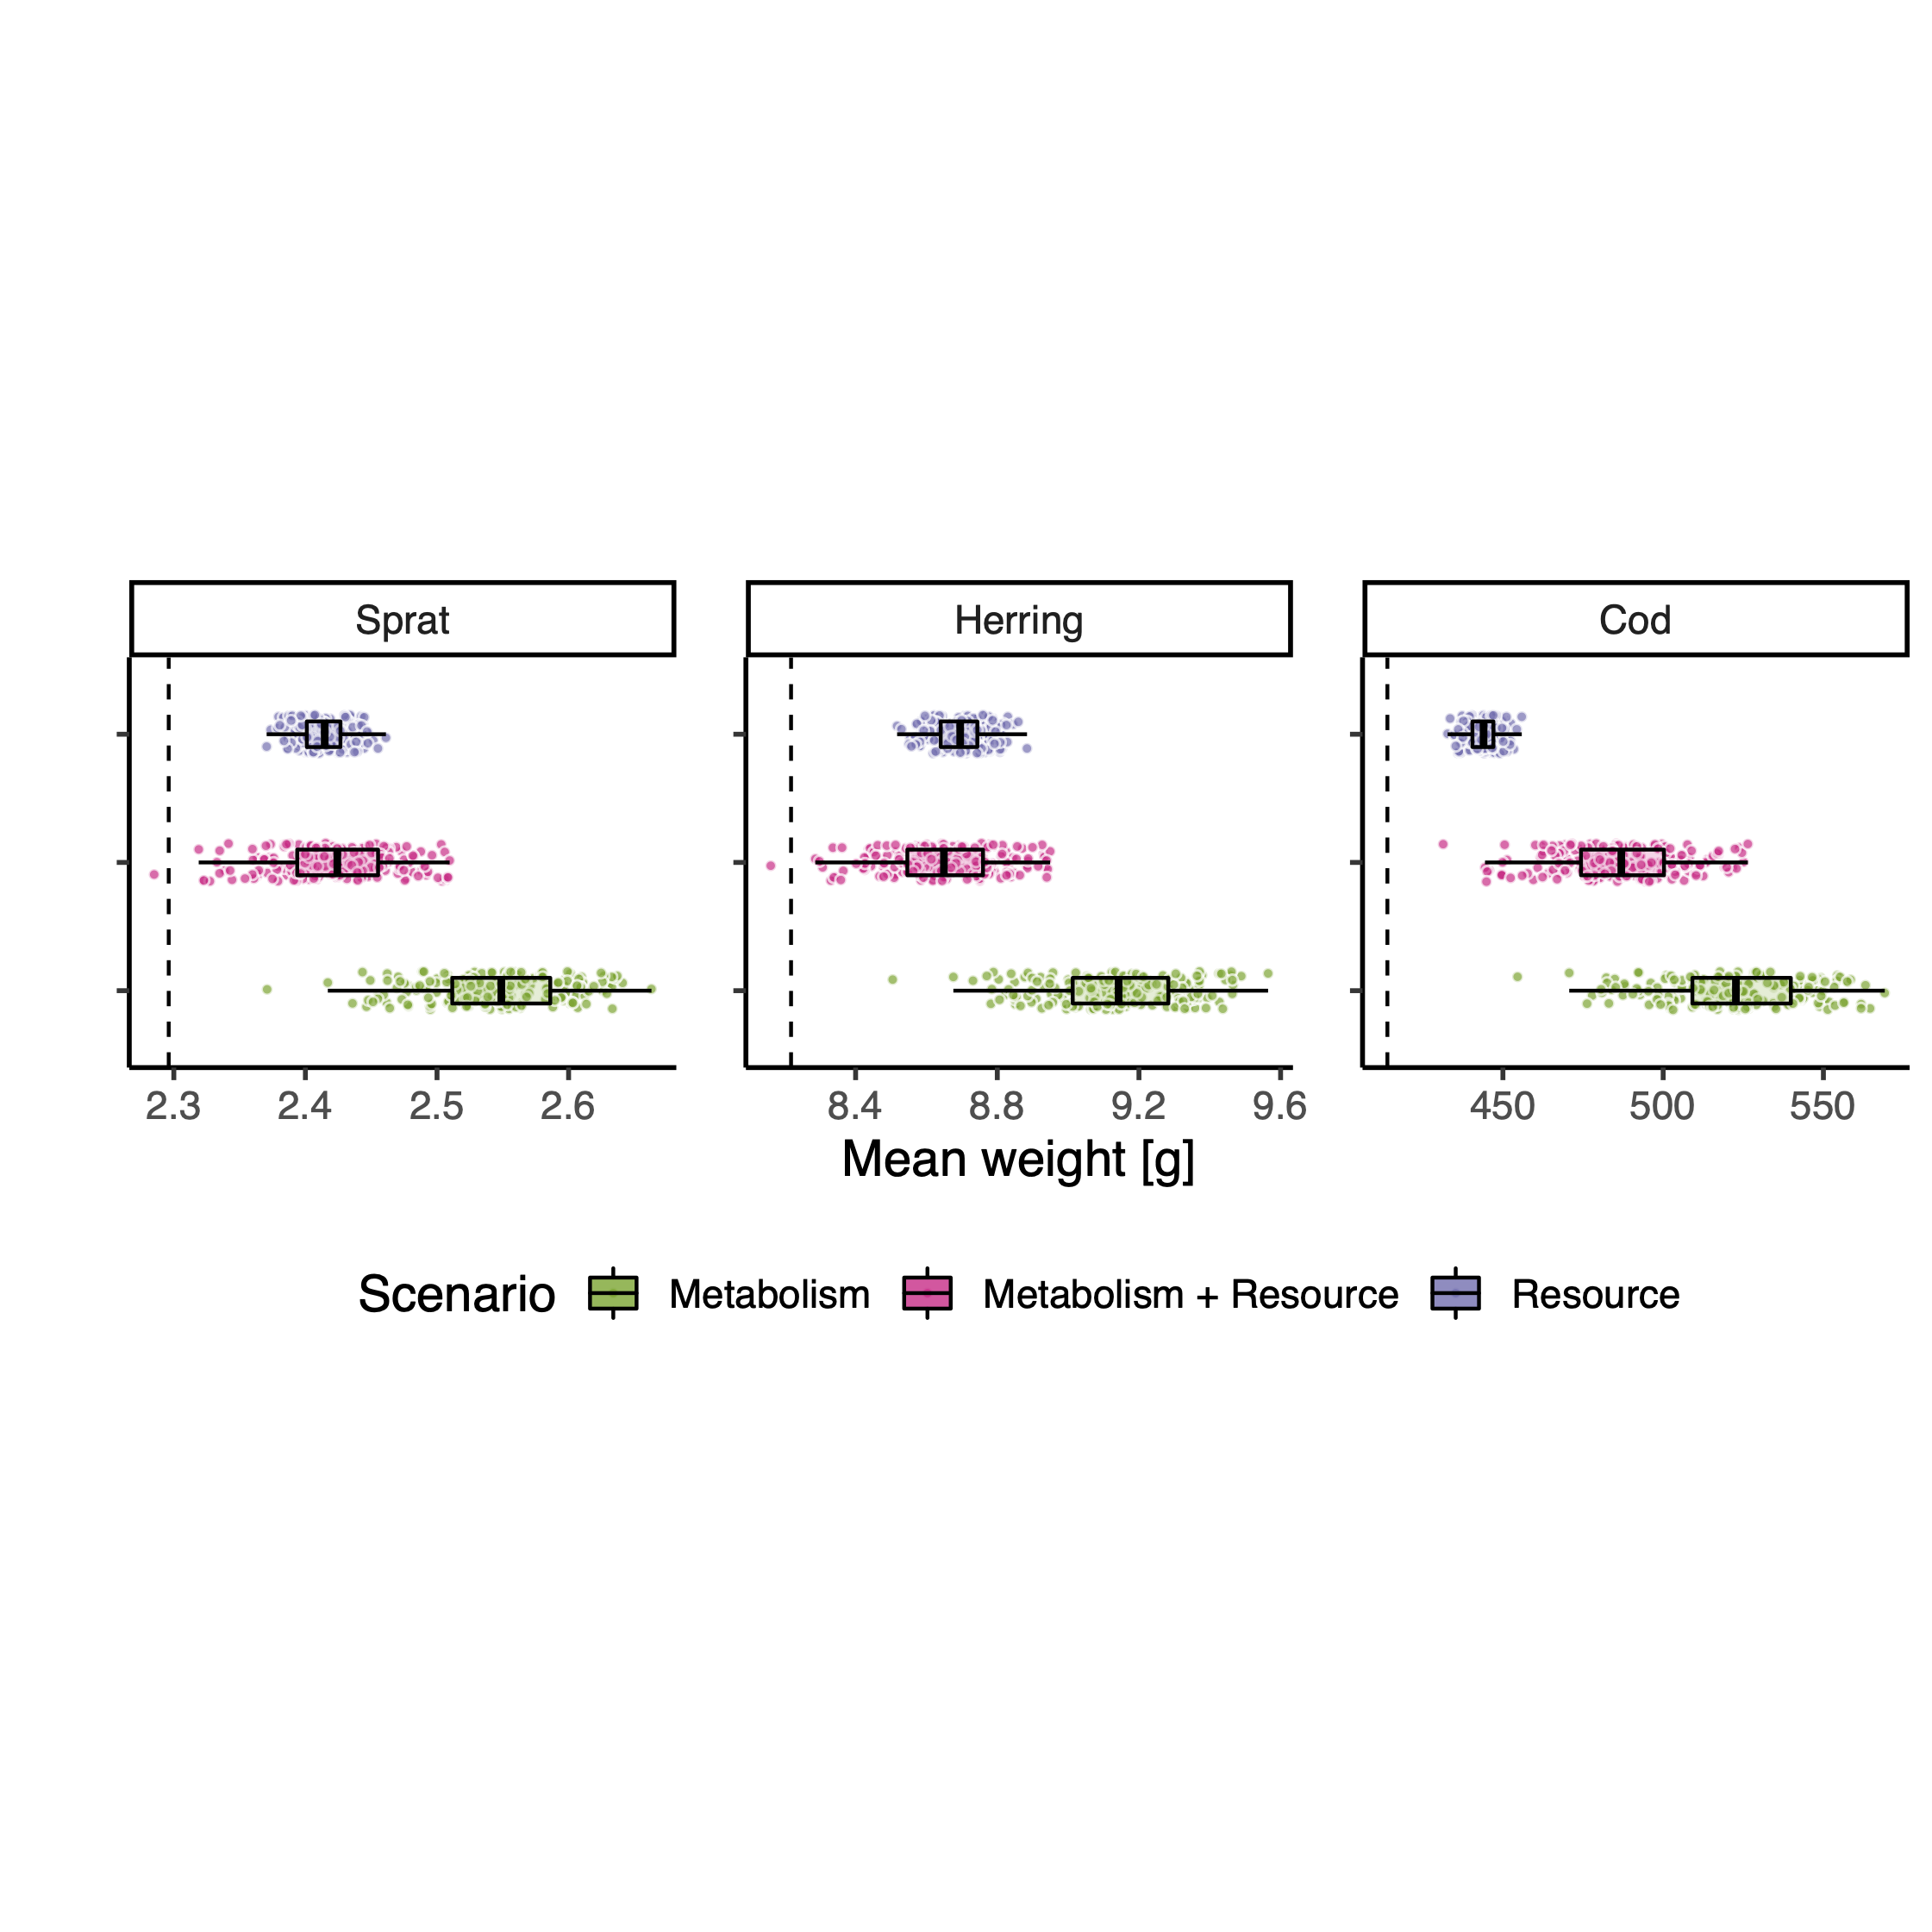 Sprat Herring Cod
2.3 2.4 2.5 2.6 8.4 8.8 9.2 9.6 450 500 550
Mean weight [g]
Scenario Metabolism Metabolism + Resource Resource